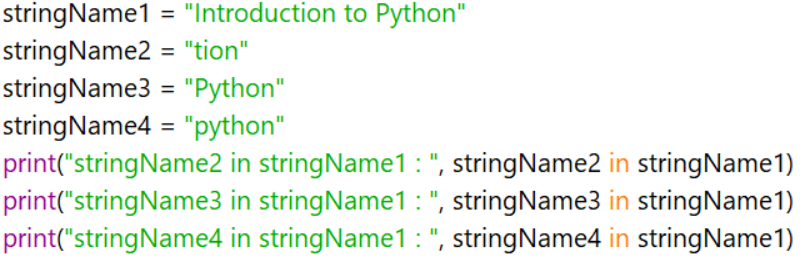 stringName1 = "Introduction to Python"
stringName2 = "tion"
stringName3 = "Python"
stringName4 = "python"
print("stringName2 in stringName1 : ", stringName2 in stringName1)
print("stringName3 in stringName1 : ", stringName3 in stringName1)
print("stringName4 in stringName1 : ", stringName4 in stringName1)